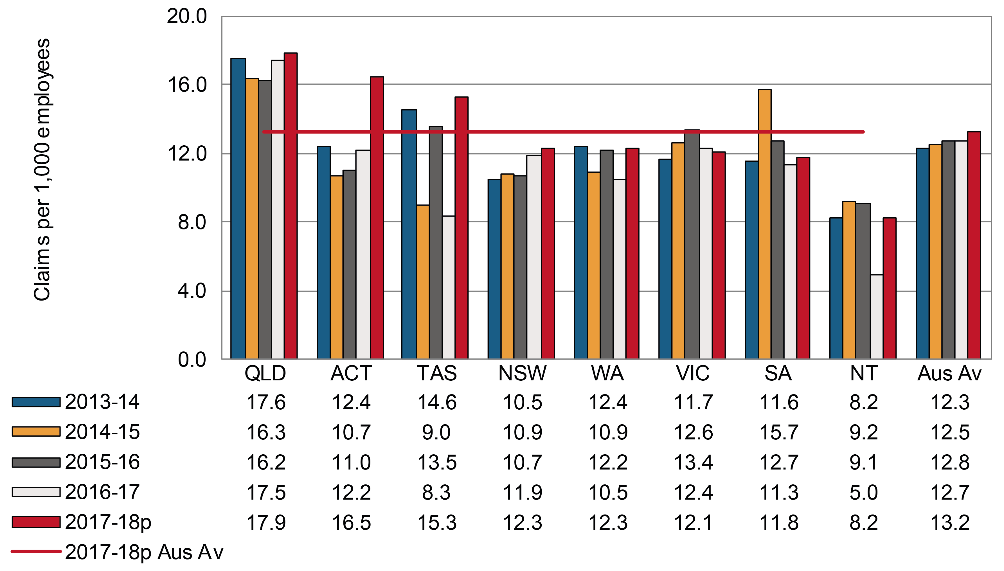 20.0
16.0
12.0
8.0
4.0
0.0
Claims per 1,000 employees
QLD ACT TAS NSW WA VIC SA NT Aus Av
2013-14 17.6 12.4 14.6 10.5 12.4 11.7 11.6 8.2 12.3
2014-15 16.3 10.7 9.0 10.9 10.9 12.6 15.7 9.2 12.5
2015-16 16.2 11.0 13.5 10.7 12.2 13.4 12.7 9.1 12.8
2016-17 17.5 12.2 8.3 11.9 10.5 12.4 11.3 5.0 12.7
2017-18p 17.9 16.5 15.3 12.3 12.3 12.1 11.8 8.2 13.2
2017-18p Aus Av